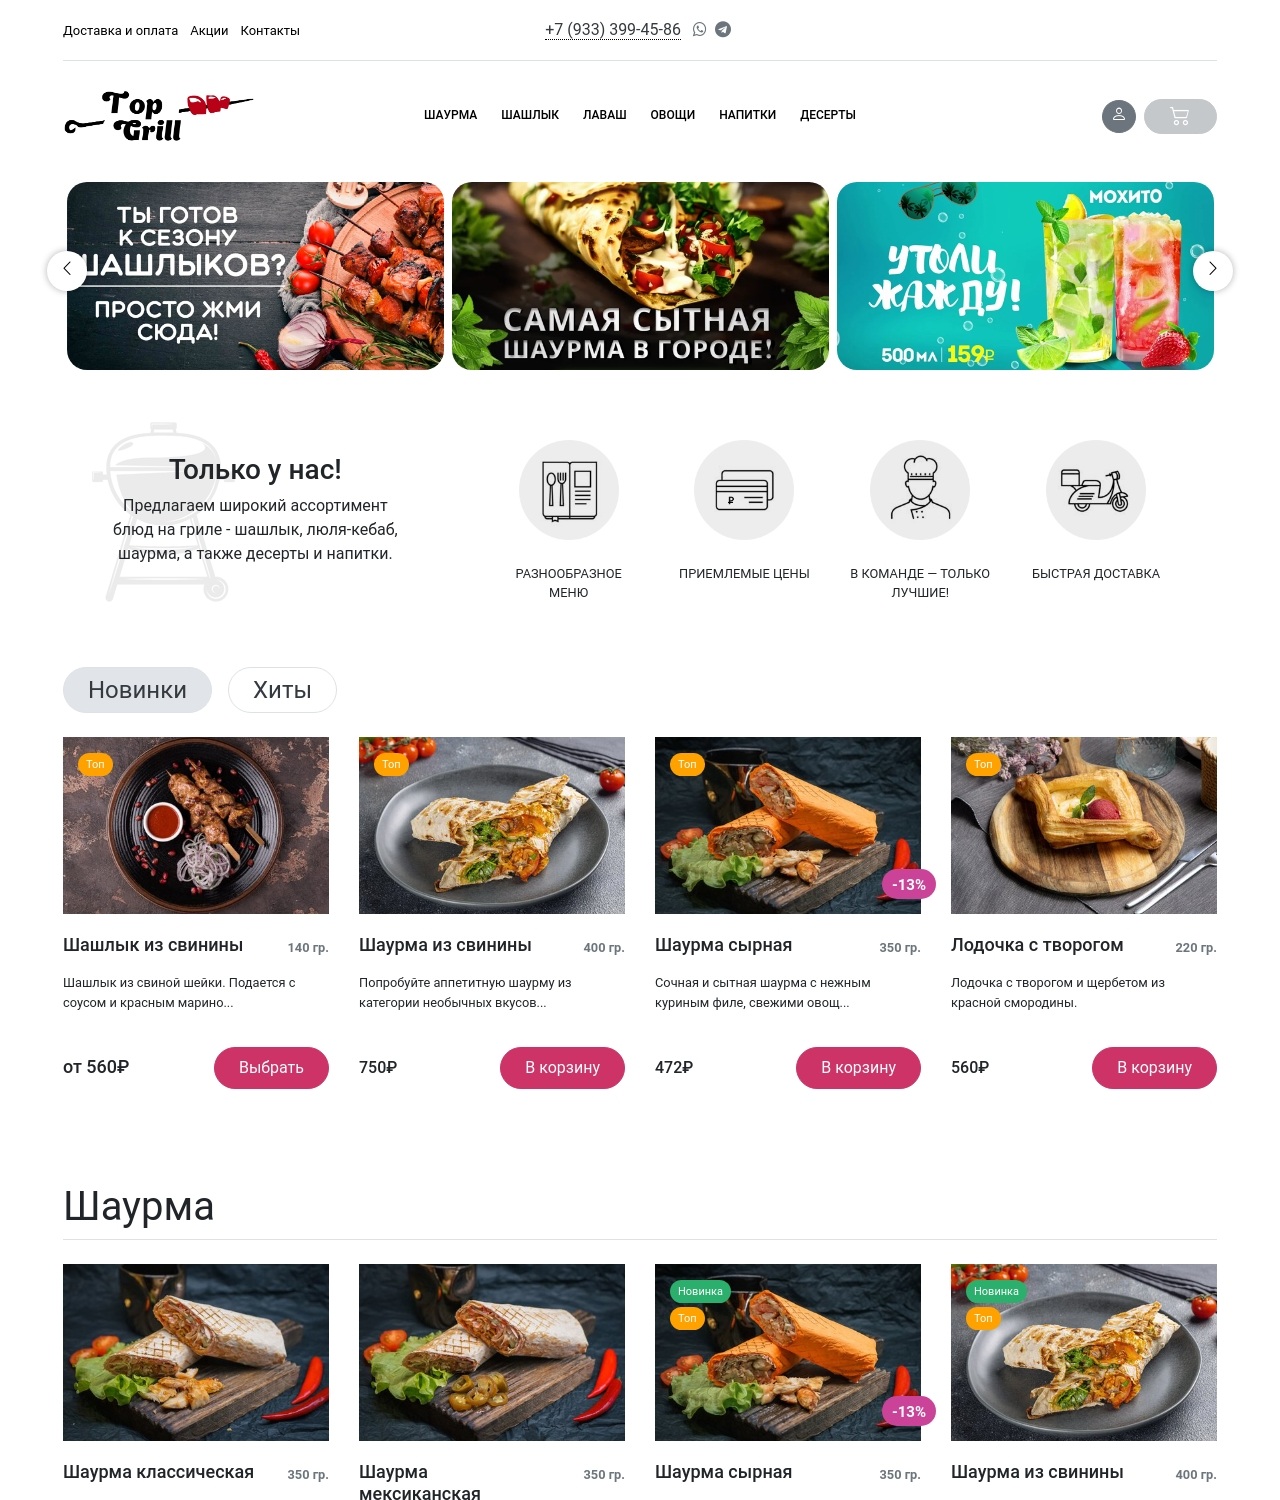 Доставка и оплата Акции Контакты
+7 (933) 399-45-86
Top
Grill
ШАУРМА ШАШЛЫК ЛАВАШ ОВОЩИ НАПИТКИ ДЕСЕРТЫ
ТЫ ГОТОВ
К СЕЗОНУ
ШАШЛЫКОВ?
ПРОСТО ЖМИ
СЮДА!
САМАЯ СЫТНАЯ
ШАУРМА В ГОРОДЕ!
МОХИТО
УТОЛИ
ЖАЖДУ!
500 МЛ 159₽
Только у нас!
Предлагаем широкий ассортимент
блюд на гриле - шашлык, люля-кебаб,
шаурма, а также десерты и напитки.
РАЗНООБРАЗНОЕ
МЕНЮ
ПРИЕМЛЕМЫЕ ЦЕНЫ
В КОМАНДЕ — ТОЛЬКО
ЛУЧШИЕ!
БЫСТРАЯ ДОСТАВКА
Новинки Хиты
Топ
Шашлык из свинины 140 гр.
Шашлык из свиной шейки. Подается с
соусом и красным марино...
от 560₽ Выбрать
Топ
Шаурма из свинины 400 гр.
Попробуйте аппетитную шаурму из
категории необычных вкусов...
750₽ В корзину
Топ
-13%
Шаурма сырная 350 гр.
Сочная и сытная шаурма с нежным
куриным филе, свежими овощ...
472₽ В корзину
Топ
Лодочка с творогом 220 гр.
Лодочка с творогом и щербетом из
красной смородины.
560₽ В корзину
Шаурма
Шаурма классическая 350 гр.
Шаурма 350 гр.
мексиканская
Новинка
Топ
-13%
Шаурма сырная 350 гр.
Новинка
Топ
Шаурма из свинины 400 гр.